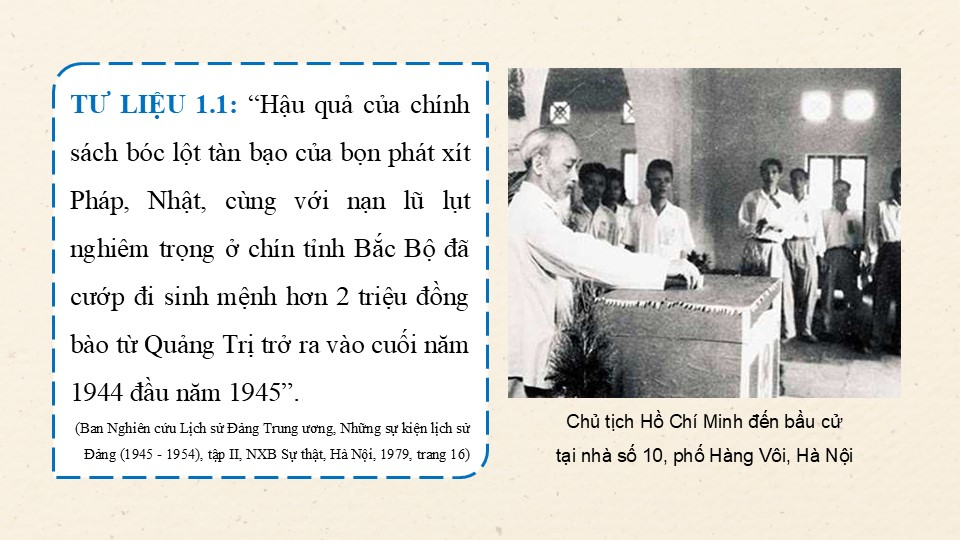 TƯ LIỆU 1.1: “Hậu quả của chính
sách bóc lột tàn bạo của bọn phát xít
Pháp, Nhật, cùng với nạn lũ lụt
nghiêm trọng ở chín tỉnh Bắc Bộ đã
cướp đi sinh mệnh hơn 2 triệu đồng
bào từ Quảng Trị trở ra vào cuối năm
1944 đầu năm 1945”.
(Ban Nghiên cứu Lịch sử Đảng Trung ương, Những sự kiện lịch sử
Đảng (1945 - 1954), tập II, NXB Sự thật, Hà Nội, 1979, trang 16)
Chủ tịch Hồ Chí Minh đến bầu cử
tại nhà số 10, phố Hàng Vôi, Hà Nội